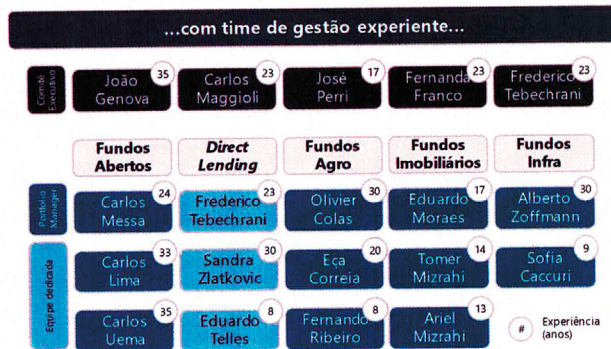 ...com time de gestão experiente...
Comitê
Executivo
João
Genova
35
Carlos
Maggioli
23
José
Perri
17
Fernanda
Franco
23
Frederico
Tebechrani
23
Fundos
Abertos
Direct
Lending
Fundos
Agro
Fundos
Imobiliários
Fundos
Infra
Portfolio
Manager
Carlos
Messa
24
Frederico
Tebechrani
23
Olivier
Colas
30
Eduardo
Moraes
17
Alberto
Zoffmann
30
Equipe dedicada
Carlos
Lima
33
Sandra
Zlatkovic
30
Eca
Correia
20
Tomer
Mizrahi
14
Sofia
Caccuri
9
Carlos
Uema
35
Eduardo
Telles
8
Fernando
Ribeiro
8
Ariel
Mizrahi
13
# Experiência
(anos)